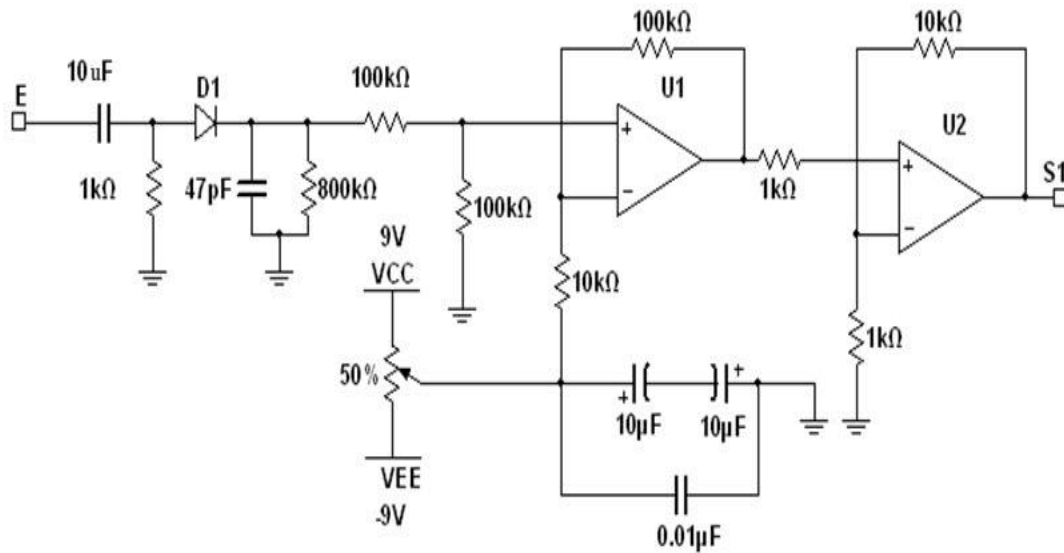 100kΩ
10kΩ
10uF
E
D1
100kΩ
U1
U2
+
+
S1
1kΩ
47pF
800kΩ
100kΩ
-
1kΩ
-
9V
VCC
10kΩ
1kΩ
50%
+
+
10µF
10µF
VEE
-9V
0.01µF